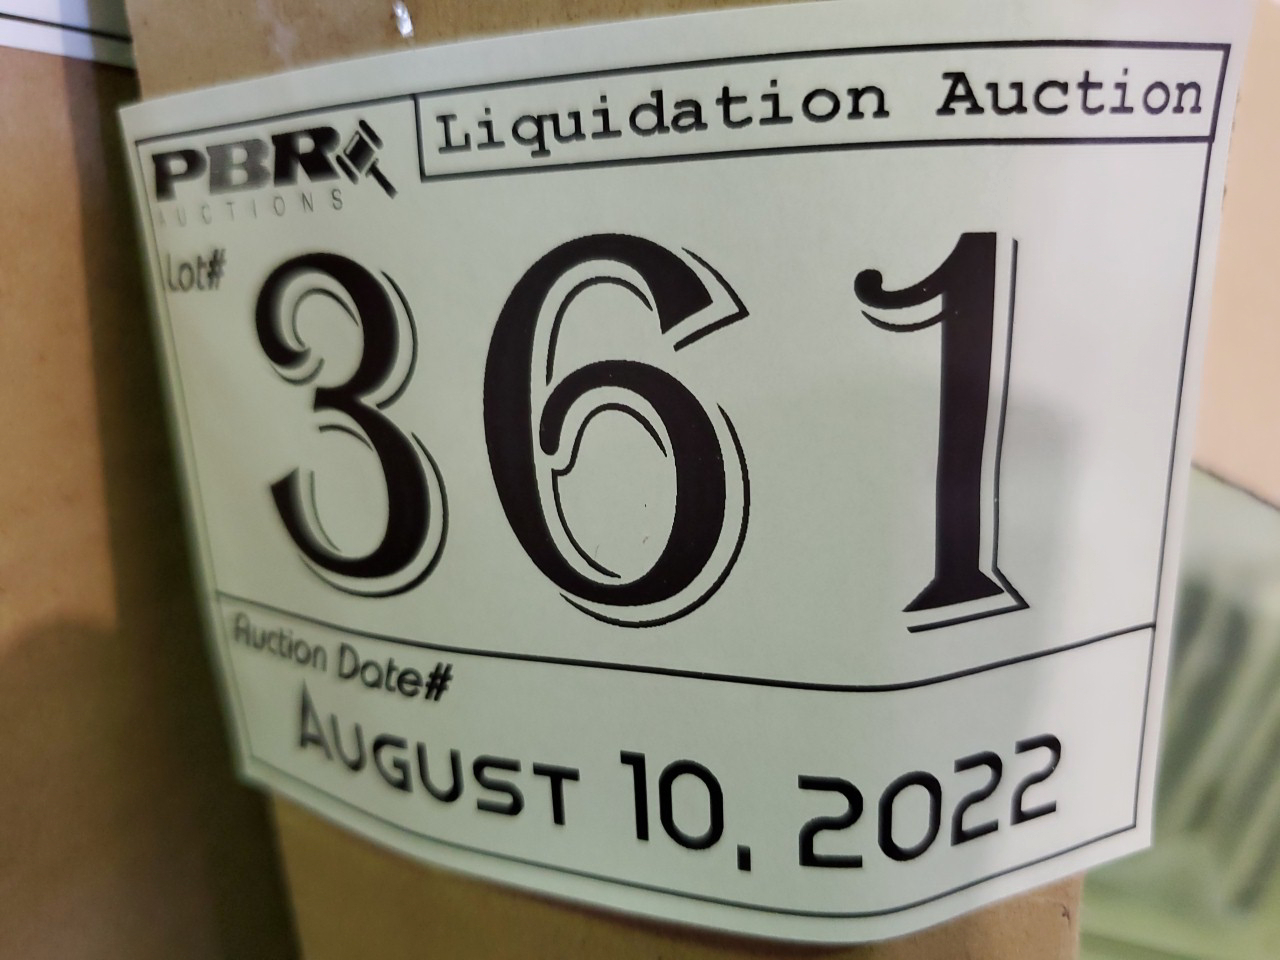 PBR
AUCTIONS
Liquidation Auction
Lot#
361
Auction Date#
AUGUST 10, 2022